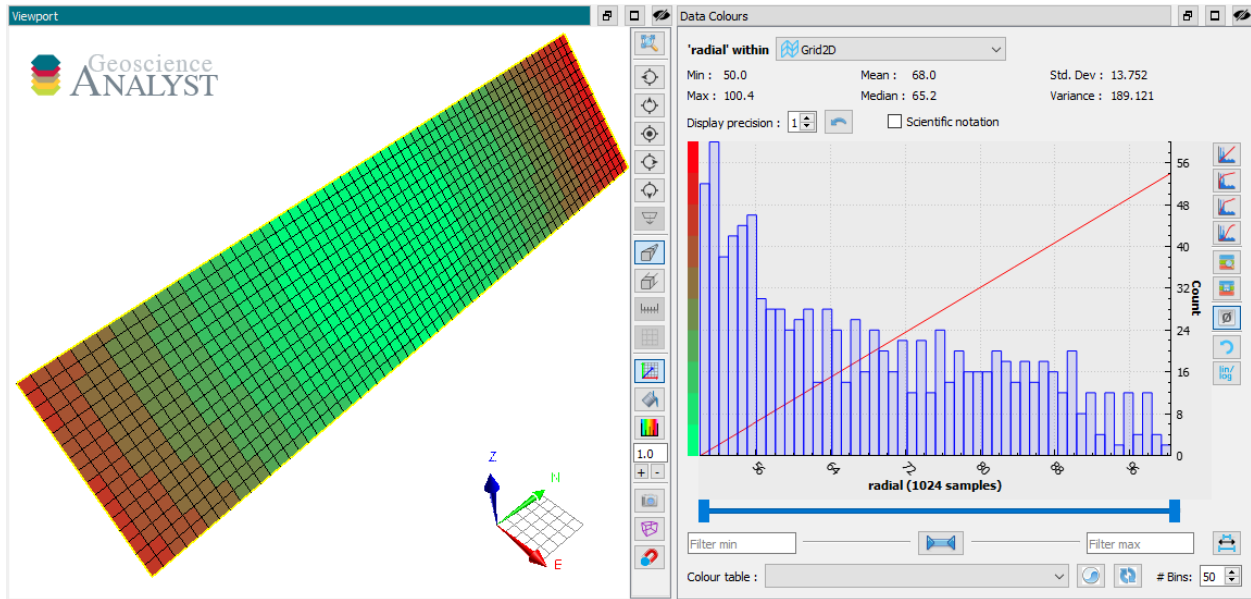 Viewport
Geoscience
ANALYST
1.0
+ -
Z
N
E
Data Colours
'radial' within Grid2D
Min : 50.0 Mean : 68.0 Std. Dev : 13.752
Max : 100.4 Median : 65.2 Variance : 189.121
Display precision : 1 Scientific notation
56
48
40
32
24
16
8
0
Count
56 64 72 80 88 96
radial (1024 samples)
Filter min Filter max
Colour table : # Bins: 50
lin/
log
Ø